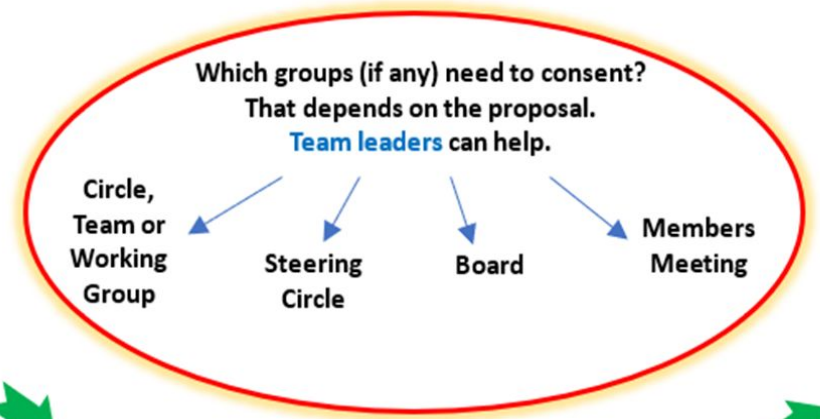 Which groups (if any) need to consent?
That depends on the proposal.
Team leaders can help.
Circle,
Team or
Working
Group
Steering
Circle
Board
Members
Meeting